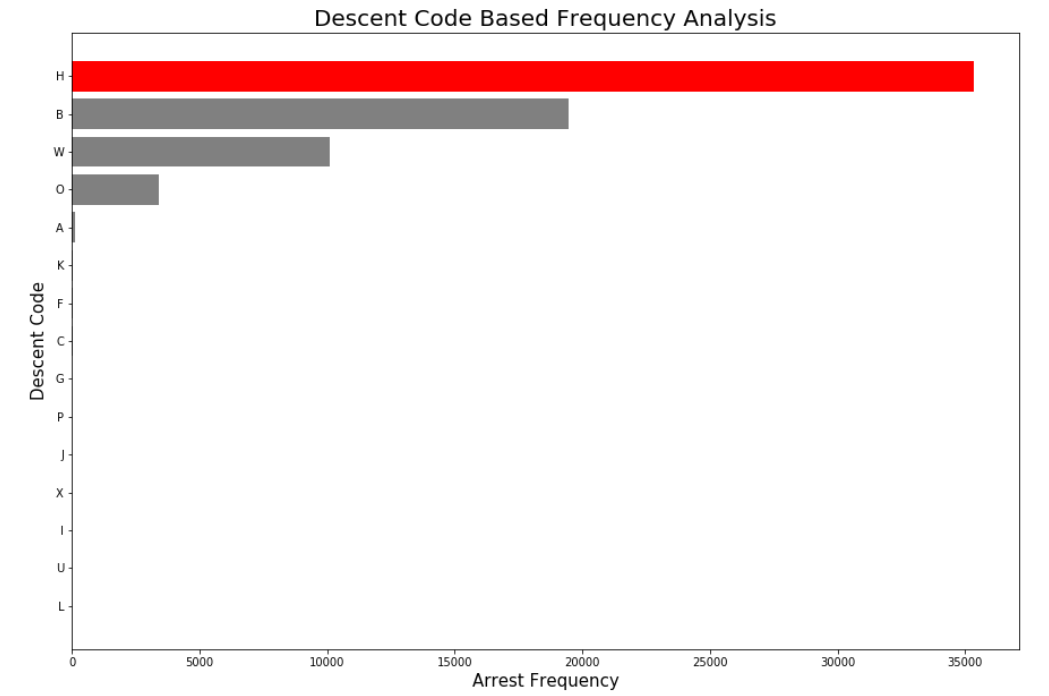 Descent Code Based Frequency Analysis
H
B
W
O
A
K
F
C
G
P
J
X
I
U
L
Descent Code
0 5000 10000 15000 20000 25000 30000 35000
Arrest Frequency